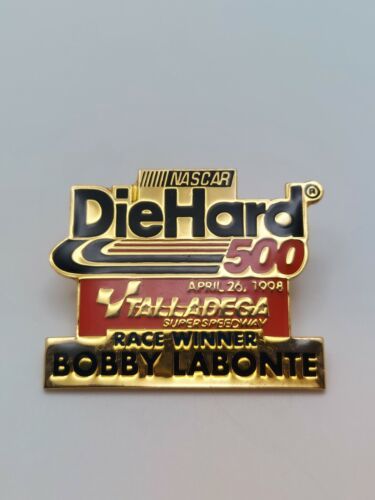 NASCAR
DieHard®
500
APRIL 26, 1998
TALLADEGA
SUPERSPEEDWAY
RACE WINNER
BOBBY LABONTE